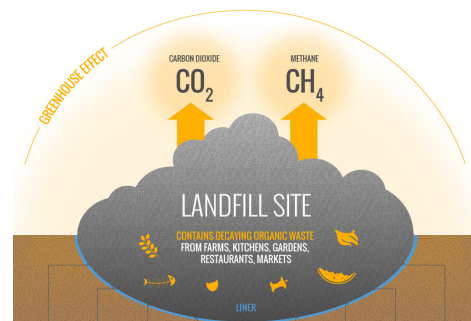 GREENHOUSE EFFECT
CARBON DIOXIDE
CO₂
METHANE
CH₄
LANDFILL SITE
CONTAINS DECAYING ORGANIC WASTE
FROM FARMS, KITCHENS, GARDENS,
RESTAURANTS, MARKETS
LINER